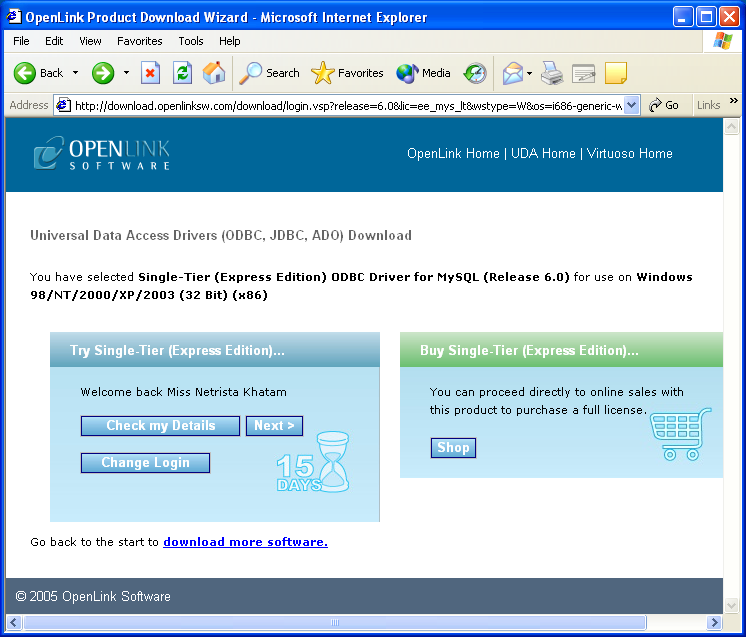 OpenLink Product Download Wizard - Microsoft Internet Explorer
File Edit View Favorites Tools Help
Back Search Favorites Media
Address http://download.openlinksw.com/download/login.vsp?release=6.0&lic=ee_mys_lt&wstype=W&os=i686-generic-w Go Links »
OPENLINK
SOFTWARE
OpenLink Home | UDA Home | Virtuoso Home
Universal Data Access Drivers (ODBC, JDBC, ADO) Download
You have selected Single-Tier (Express Edition) ODBC Driver for MySQL (Release 6.0) for use on Windows
98/NT/2000/XP/2003 (32 Bit) (x86)
Try Single-Tier (Express Edition)...
Welcome back Miss Netrista Khatam
Check my Details Next >
Change Login
15
DAYS
Buy Single-Tier (Express Edition)...
You can proceed directly to online sales with
this product to purchase a full license.
Shop
Go back to the start to download more software.
© 2005 OpenLink Software